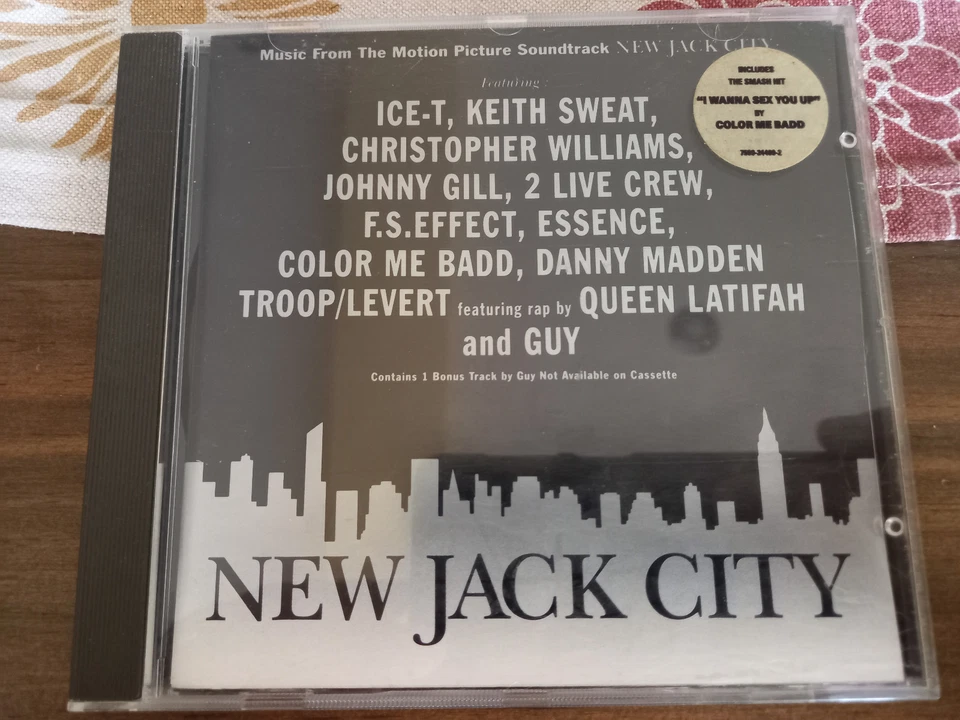 Music From The Motion Picture Soundtrack NEW JACK CITY
Featuring:
ICE-T, KEITH SWEAT,
CHRISTOPHER WILLIAMS,
JOHNNY GILL, 2 LIVE CREW,
F.S.EFFECT, ESSENCE,
COLOR ME BADD, DANNY MADDEN
TROOP/LEVERT featuring rap by QUEEN LATIFAH
and GUY
Contains 1 Bonus Track by Guy Not Available on Cassette
INCLUDES
THE SMASH HIT
"I WANNA SEX YOU UP"
BY
COLOR ME BADD
NEW JACK CITY